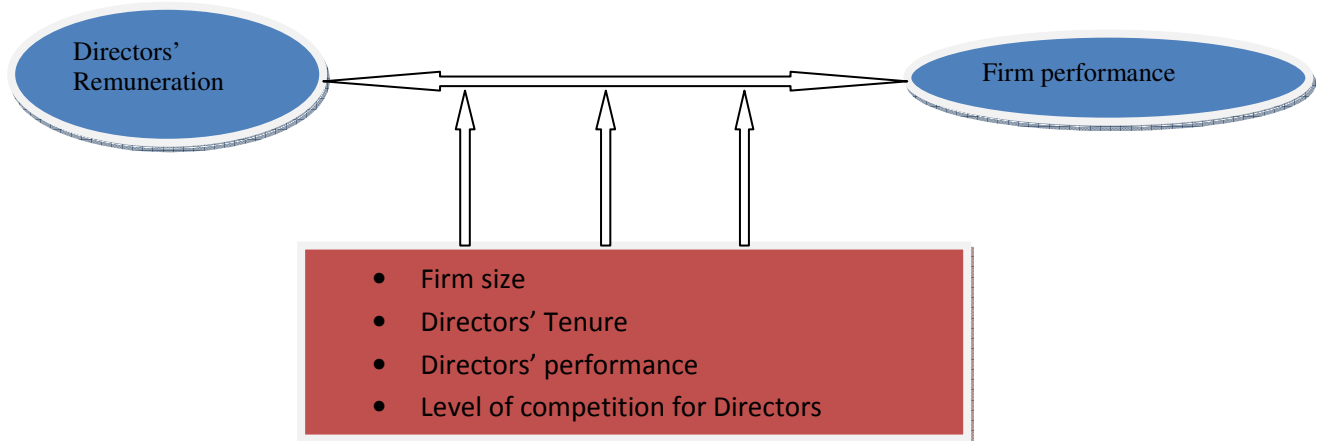 Directors’
Remuneration
Firm performance
• Firm size
• Directors’ Tenure
• Directors’ performance
• Level of competition for Directors